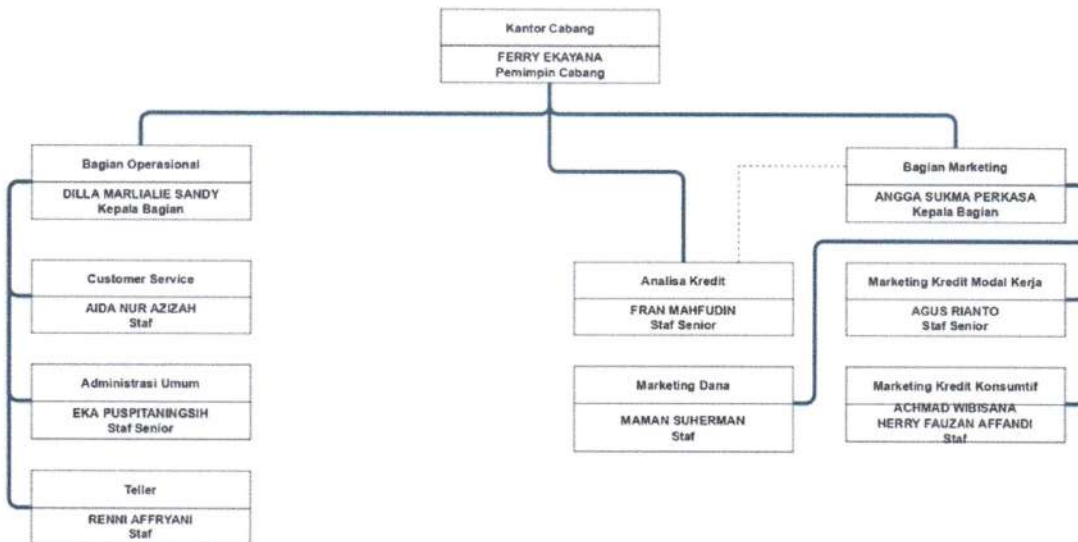 Kantor Cabang
FERRY EKAYANA
Pemimpin Cabang
Bagian Operasional
DILLA MARLIALIE SANDY
Kepala Bagian
Bagian Marketing
ANGGA SUKMA PERKASA
Kepala Bagian
Customer Service
AIDA NUR AZIZAH
Staf
Analisa Kredit
FRAN MAHFUDIN
Staf Senior
Marketing Kredit Modal Kerja
AGUS RIANTO
Staf Senior
Administrasi Umum
EKA PUSPITANINGSIH
Staf Senior
Marketing Dana
MAMAN SUHERMAN
Staf
Marketing Kredit Konsumtif
ACHMAD WIBISANA
HERRY FAUZAN AFFANDI
Staf
Teller
RENNI AFFRYANI
Staf